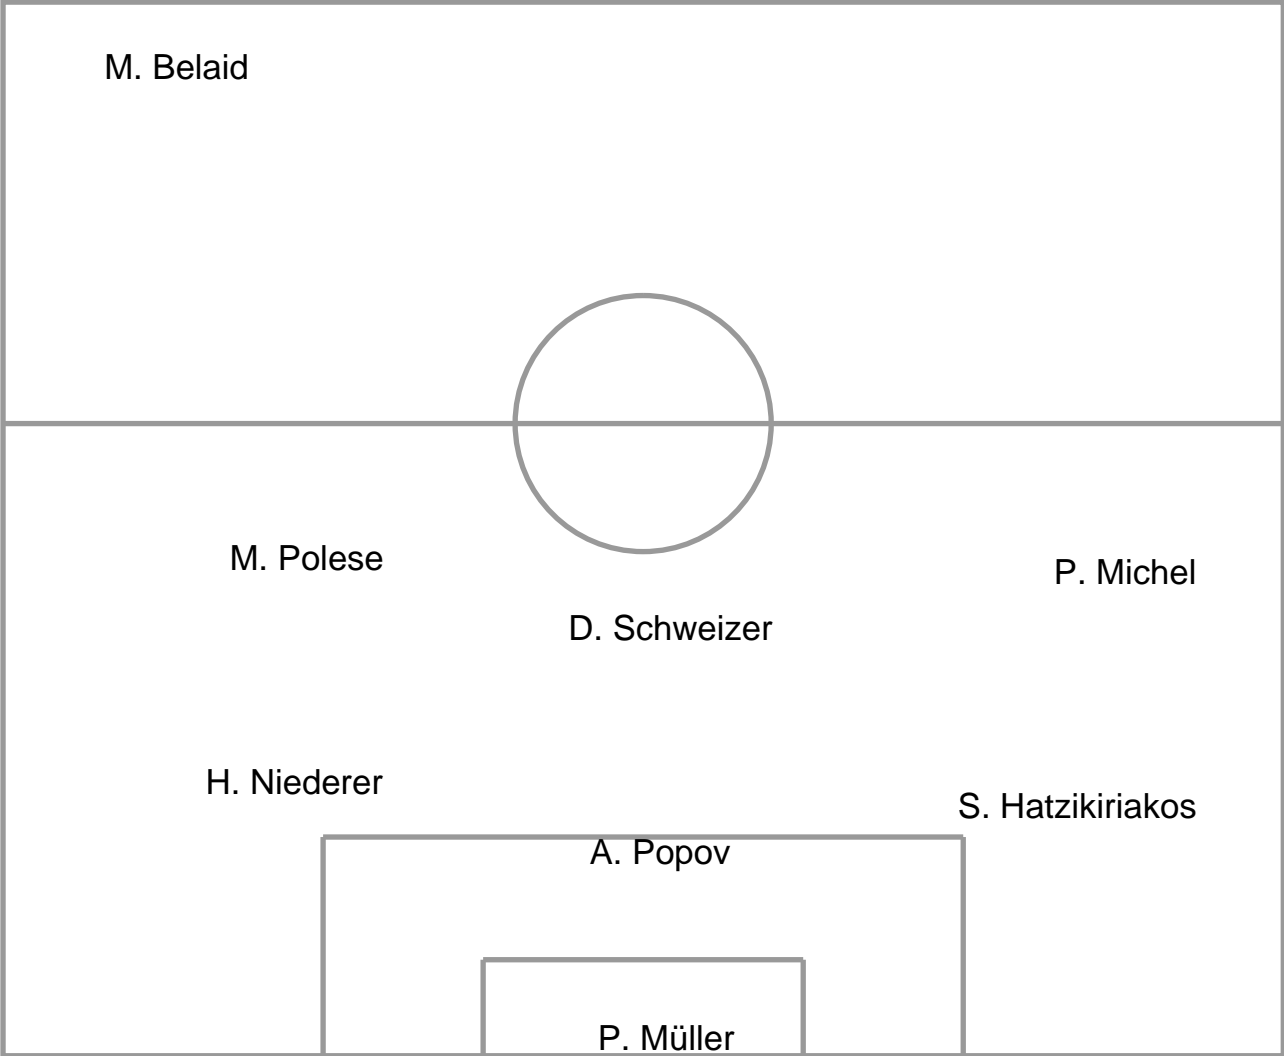 M. Belaid
M. Polese
P. Michel
D. Schweizer
H. Niederer
S. Hatzikiriakos
A. Popov
P. Müller